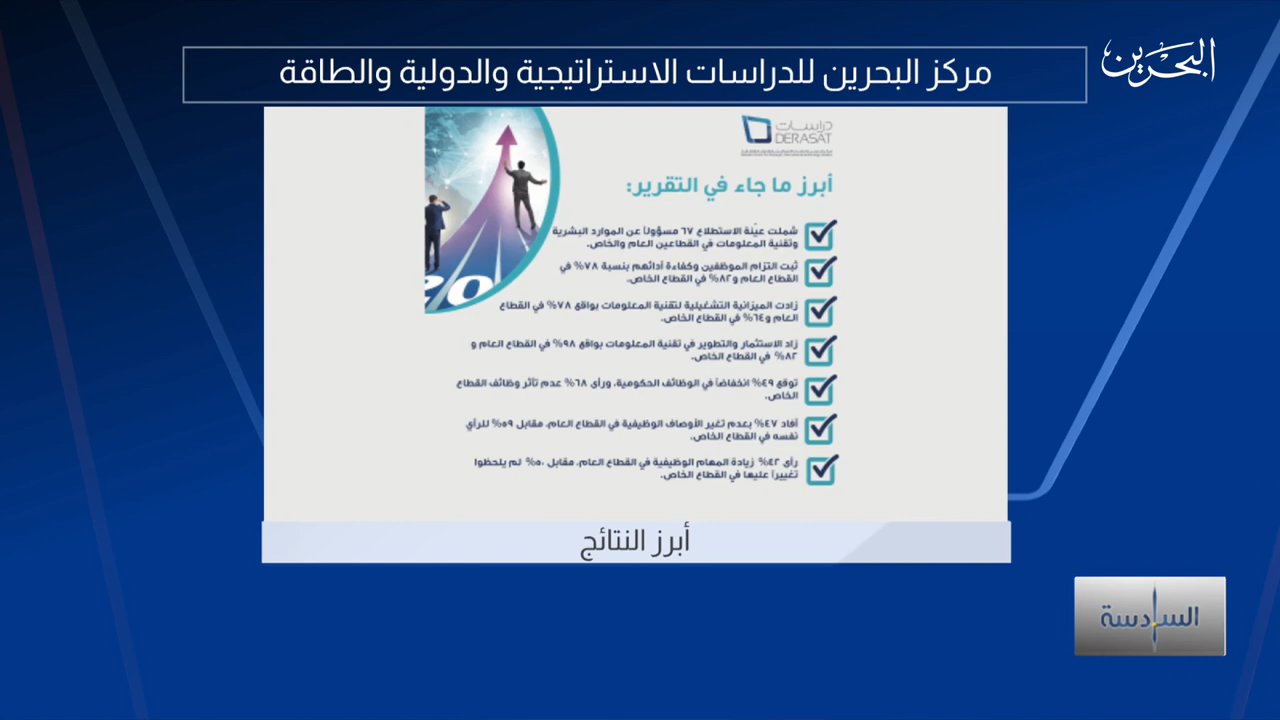 البحرين
مركز البحرين للدراسات الاستراتيجية والدولية والطاقة
دراسات
DERASAT
أبرز ما جاء في التقرير:
شملت عيّنة الاستطلاع ٦٧ مسؤولاً عن الموارد البشرية
وتقنية المعلومات في القطاعين العام والخاص.
ثبت التزام الموظفين وكفاءة أدائهم بنسبة ٧٨% في
القطاع العام و٨٢% في القطاع الخاص.
زادت الميزانية التشغيلية لتقنية المعلومات بواقع ٧٨% في القطاع
العام و٦٤% في القطاع الخاص.
زاد الاستثمار والتطوير في تقنية المعلومات بواقع ٩٨% في القطاع العام و
٨٢% في القطاع الخاص.
توقع ٤٩% انخفاضاً في الوظائف الحكومية، ورأى ٦٨% عدم تأثر وظائف القطاع
الخاص.
أفاد ٤٧% بعدم تغير الأوصاف الوظيفية في القطاع العام، مقابل ٥٩% للرأي
نفسه في القطاع الخاص.
رأى ٤٢% زيادة المهام الوظيفية في القطاع العام، مقابل ٥٠% لم يلحظوا
تغييراً عليها في القطاع الخاص.
أبرز النتائج
السادسة